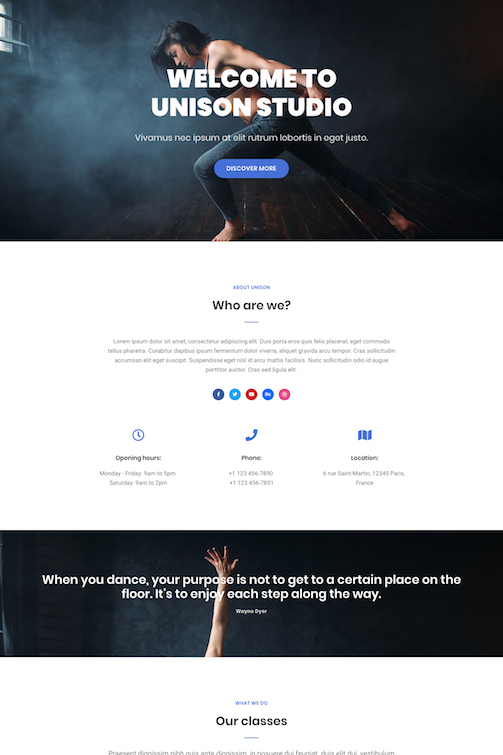 WELCOME TO
UNISON STUDIO
Vivamus nec ipsum at elit rutrum lobortis in eget justo.
DISCOVER MORE
ABOUT UNISON
Who are we?
Lorem ipsum dolor sit amet, consectetur adipiscing elit. Duis porta eros quis felis placerat, eget commodo
tellus pharetra. Curabitur dapibus ipsum fermentum dolor viverra, aliquet gravida arcu tempor. Cras sollicitudin
accumsan elit eget suscipit. Suspendisse eget nisl id arcu mattis facilisis. Nunc sollicitudin odio id augue
porttitor auctor. Cras sed ligula elit.
Opening hours:
Monday - Friday: 9am to 5pm
Saturday: 9am to 2pm
Phone:
+1 123 456-7890
+1 123 456-7891
Location:
6 rue Saint-Martin, 12345 Paris,
France
When you dance, your purpose is not to get to a certain place on the
floor. It's to enjoy each step along the way.
Wayne Dyer
WHAT WE DO
Our classes
Praesent dignissim nibh quis ante dignissim, in posuere dui feugiat, duis elit dui, vestibulum